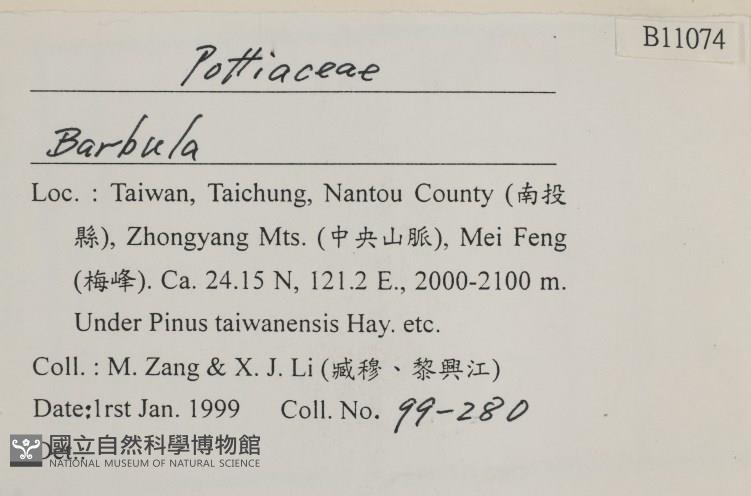 B11074
Pottiaceae
Barbula
Loc. : Taiwan, Taichung, Nantou County (南投
縣), Zhongyang Mts. (中央山脈), Mei Feng
(梅峰). Ca. 24.15 N, 121.2 E., 2000-2100 m.
Under Pinus taiwanensis Hay. etc.
Coll. : M. Zang & X. J. Li (臧穆、黎興江)
Date:1rst Jan. 1999 Coll. No. 99-280
Det.:
國立自然科學博物館
NATIONAL MUSEUM OF NATURAL SCIENCE